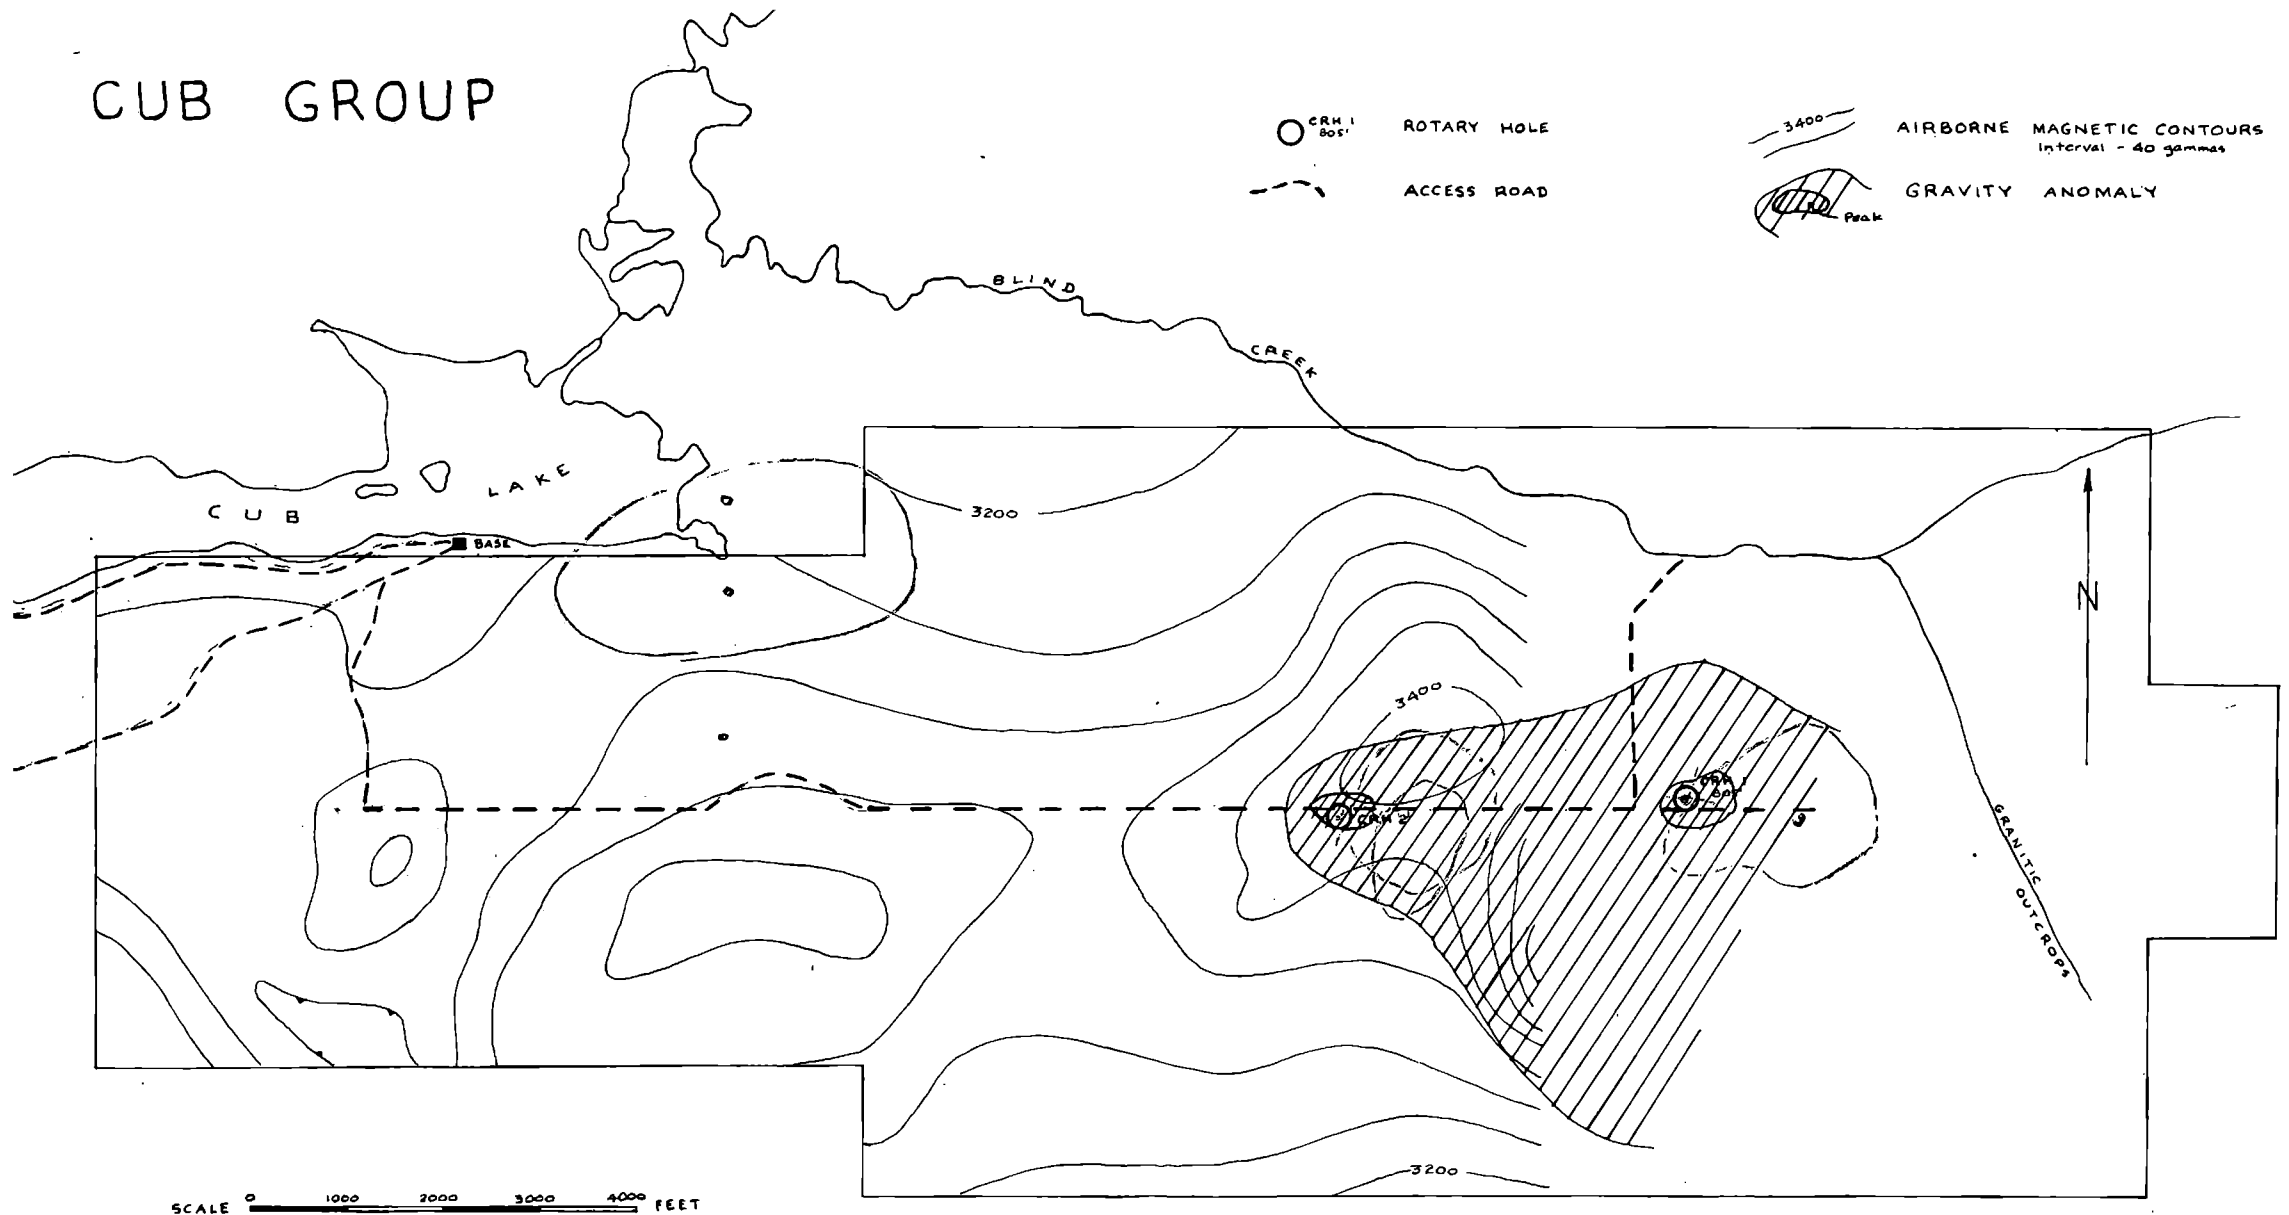 CUB GROUP
CRH 1
805'
ROTARY HOLE
ACCESS ROAD
3400
AIRBORNE MAGNETIC CONTOURS
Interval - 40 gammas
GRAVITY ANOMALY
Peak
BLIND
CREEK
CUB LAKE
BASE
3200
N
3400
CRH 1
CRH 2
GRANITIC
OUTCROPS
3200
SCALE 0 1000 2000 3000 4000 FEET